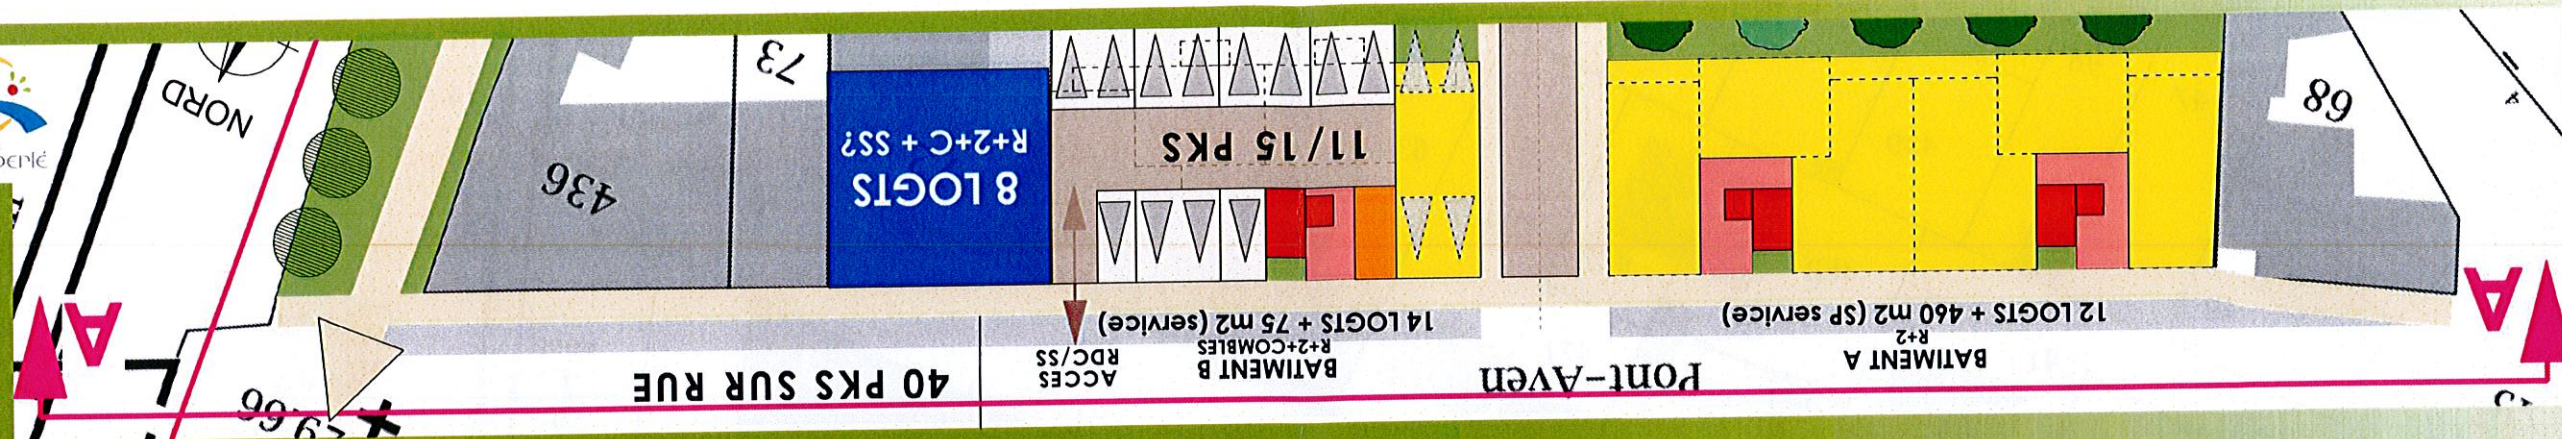 Pont-Aven
BATIMENT A
R+2
12 LOGTS + 460 m2 (SP service)
BATIMENT B
R+2+COMBLES
14 LOGTS + 75 m2 (service)
ACCES
RDC/SS
40 PKS SUR RUE
A
A
8 LOGTS
R+2+C + SS?
11/15 PKS
436
73
89
NORD